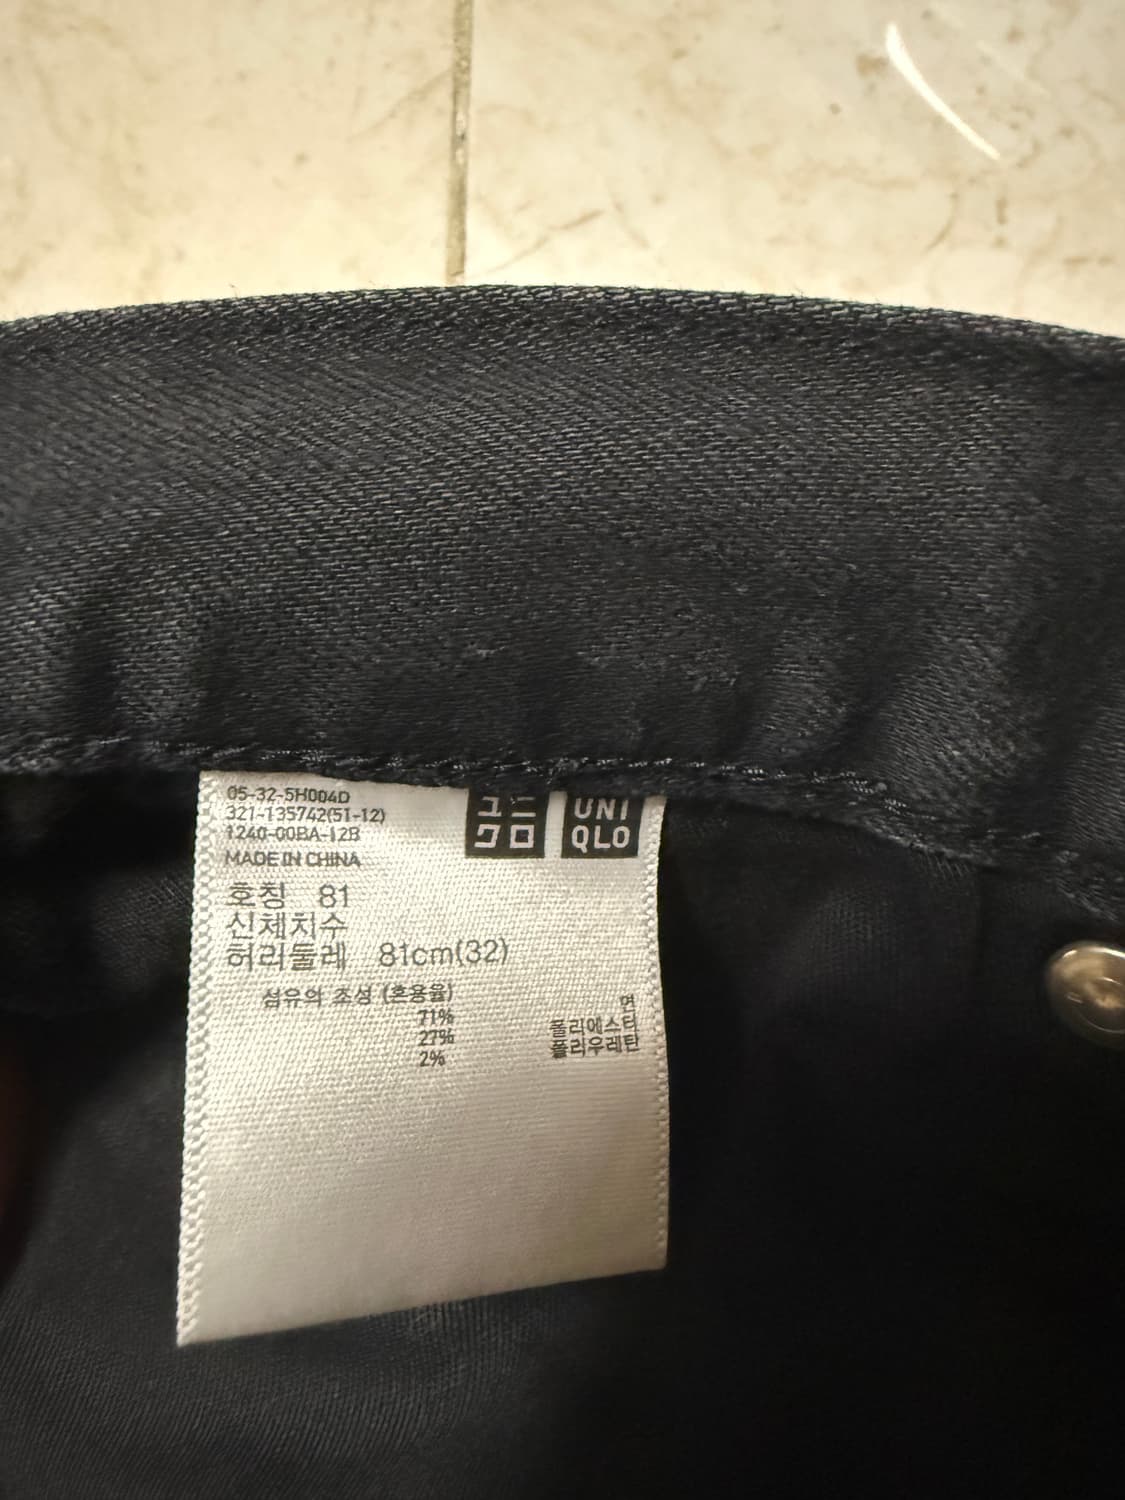 05-32-5H004D
321-135742(51-12)
1240-00BA-12B
MADE IN CHINA
ユニ
クロ
UNI
QLO
호칭 81
신체치수
허리둘레 81cm(32)
섬유의 조성 (혼용율)
71% 면
27% 폴리에스터
2% 폴리우레탄